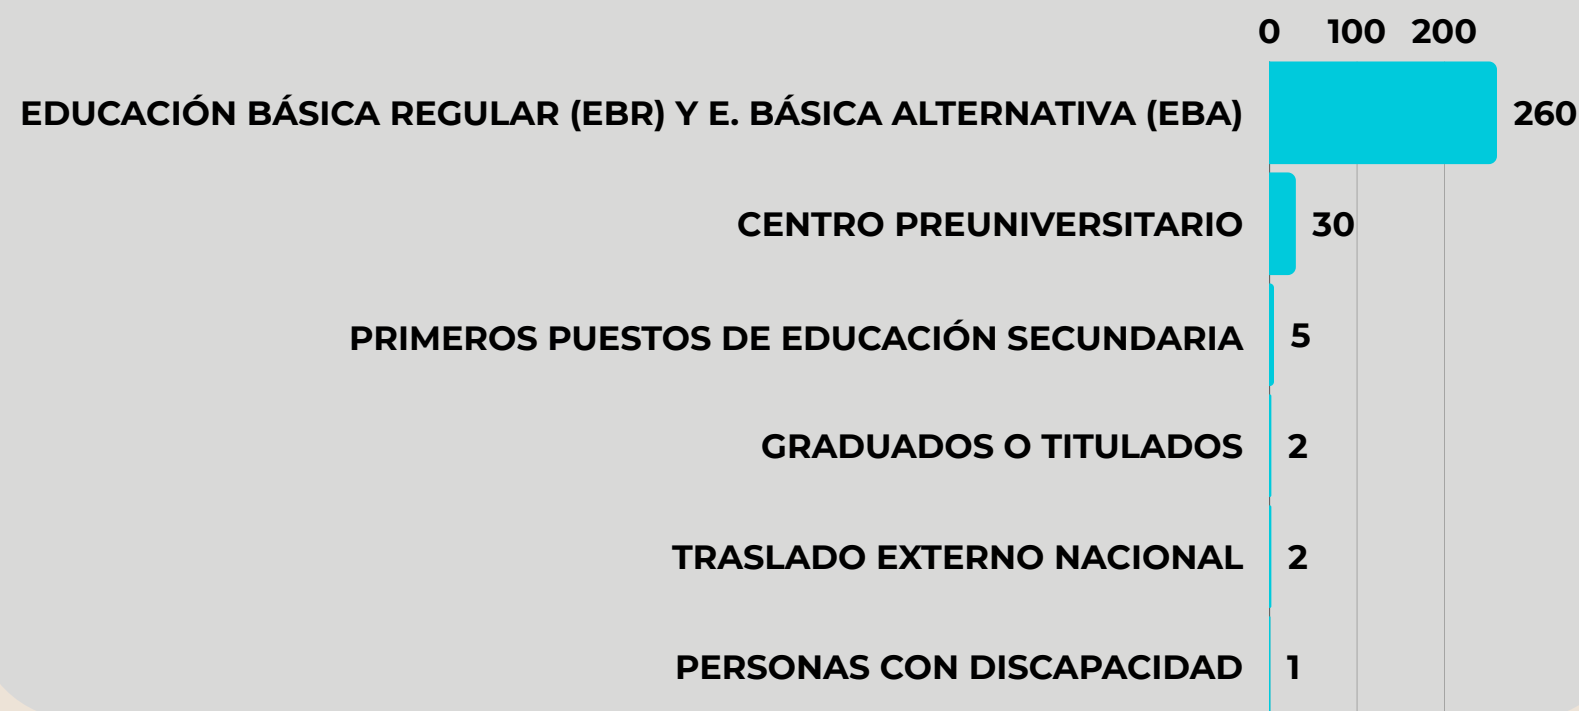 0 100 200
EDUCACIÓN BÁSICA REGULAR (EBR) Y E. BÁSICA ALTERNATIVA (EBA) 260
CENTRO PREUNIVERSITARIO 30
PRIMEROS PUESTOS DE EDUCACIÓN SECUNDARIA 5
GRADUADOS O TITULADOS 2
TRASLADO EXTERNO NACIONAL 2
PERSONAS CON DISCAPACIDAD 1